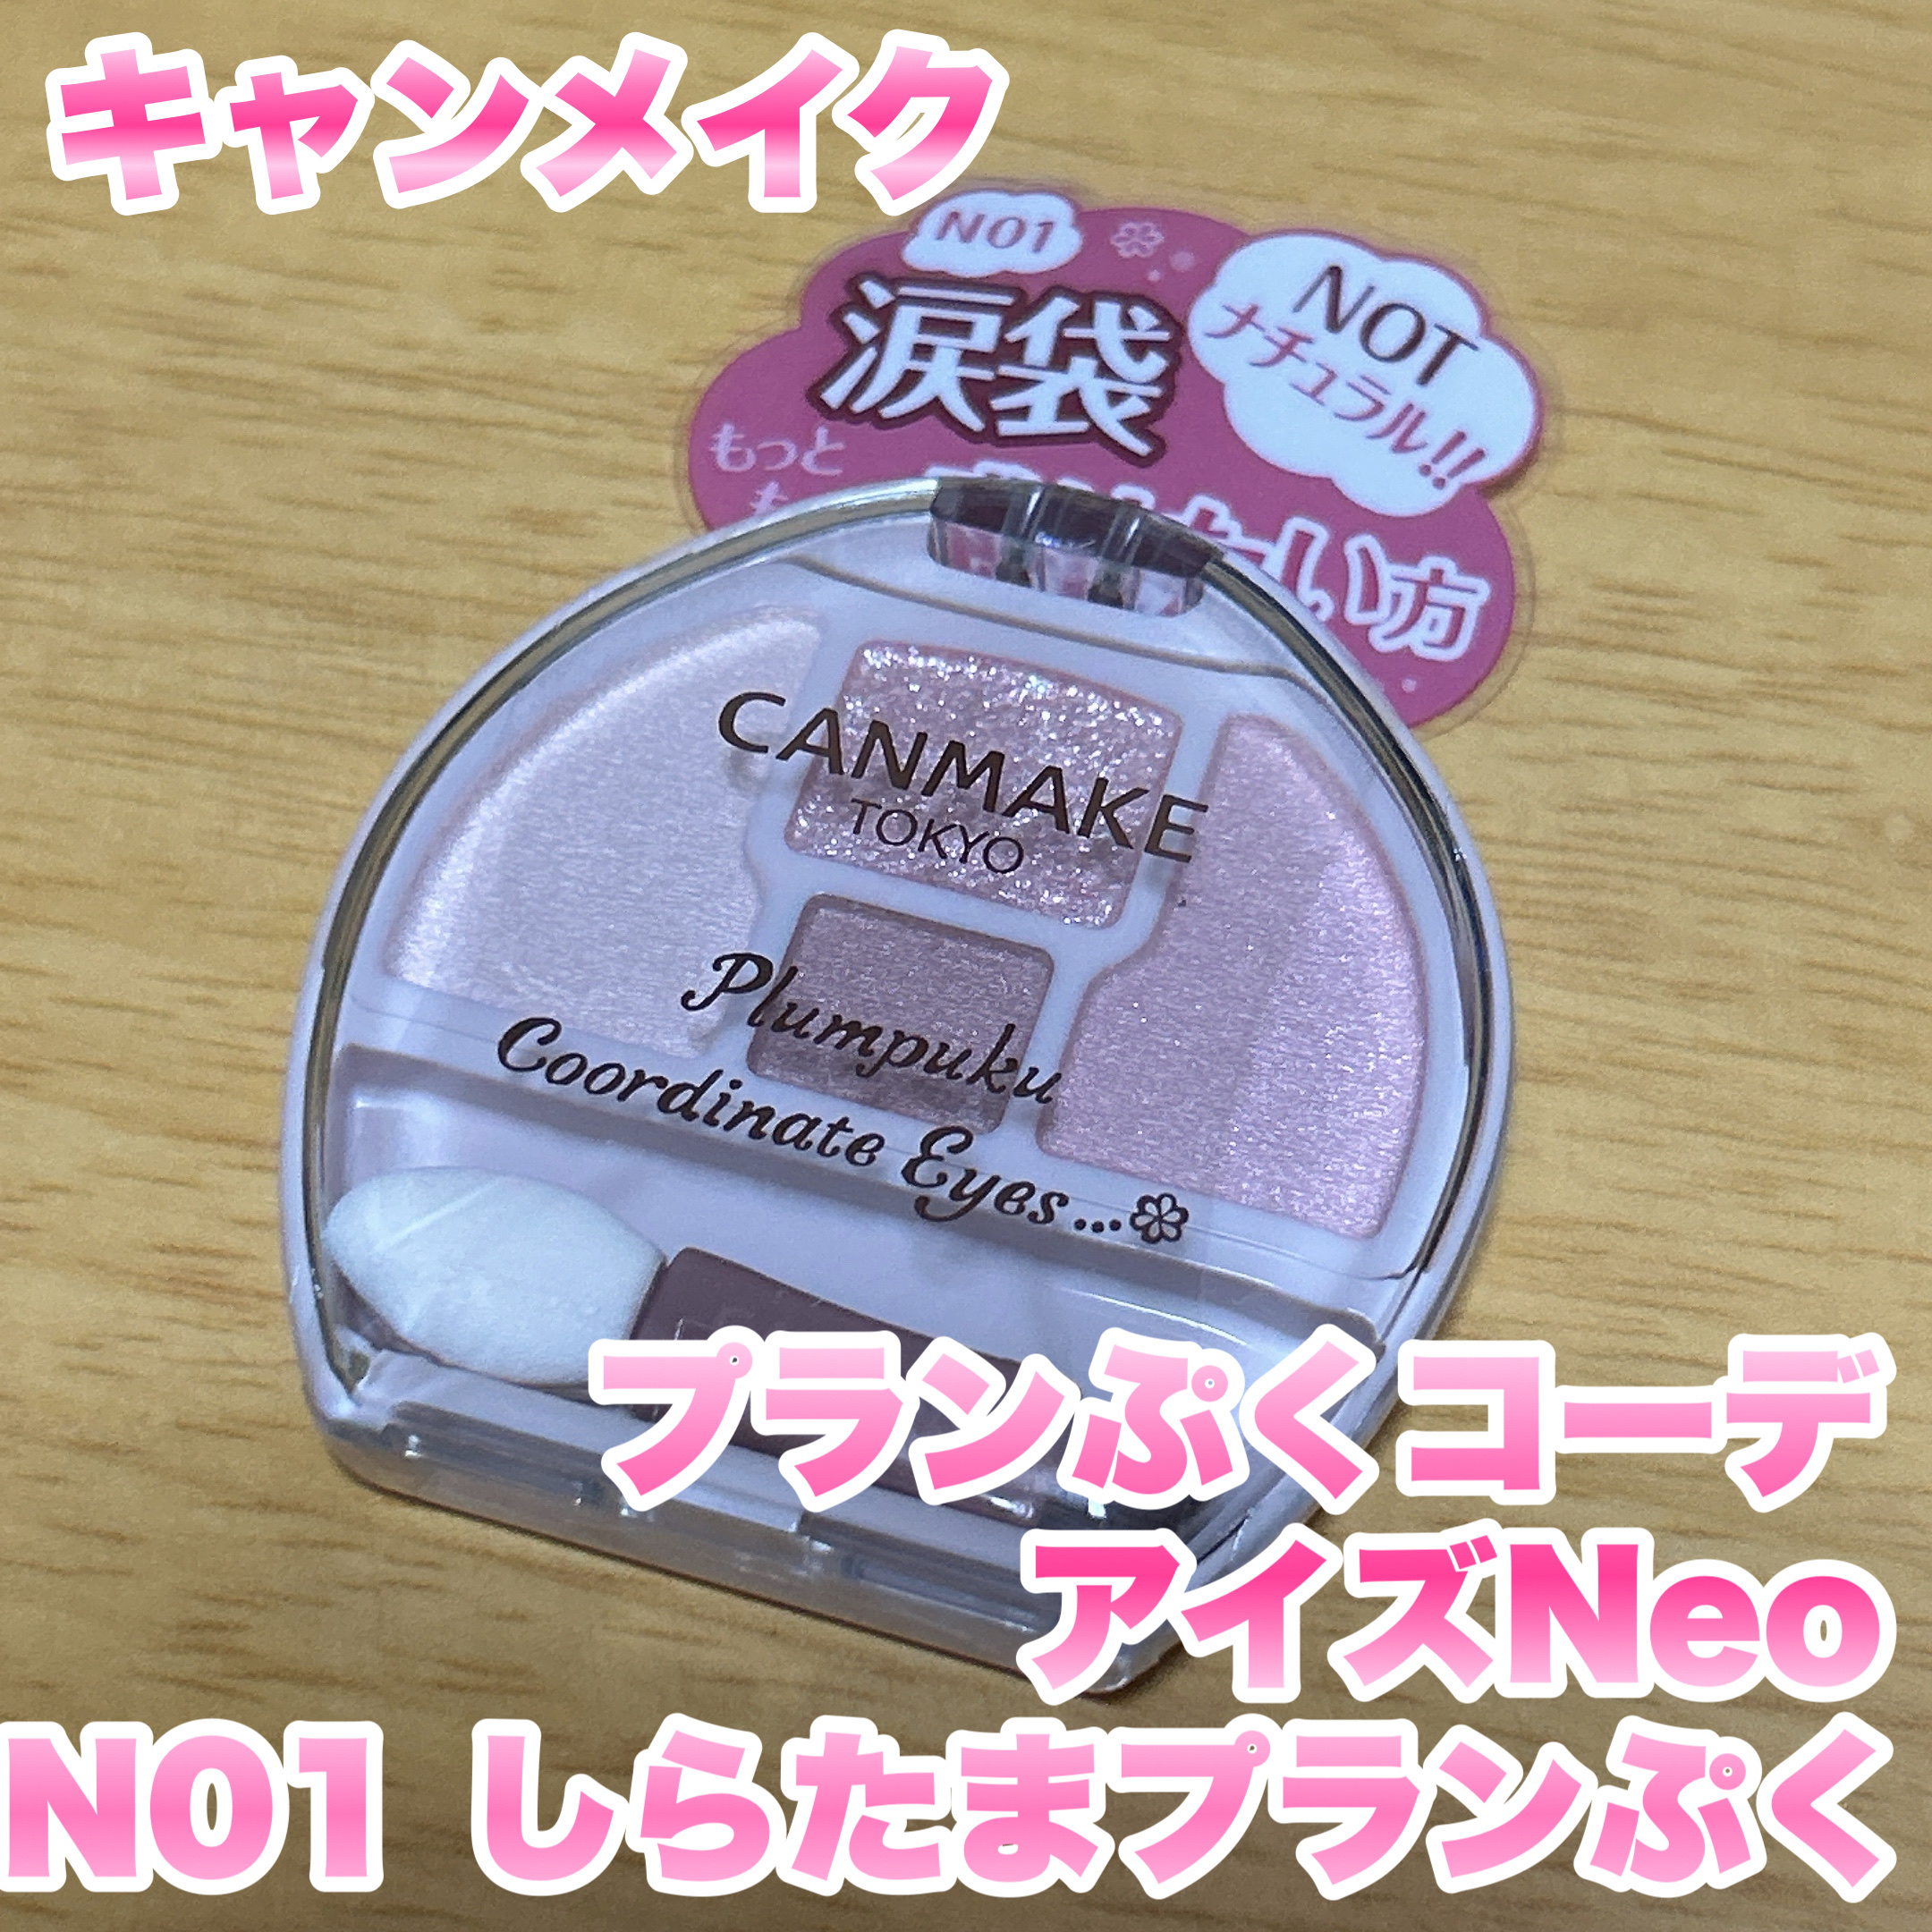 キャンメイク
N01
NOT
ナチュラル!!
涙袋
もっと
い方
CANMAKE
TOKYO
Plumpuku
Coordinate Eyes...
プランぷくコーデ
アイズNeo
N01 しらたまプランぷく